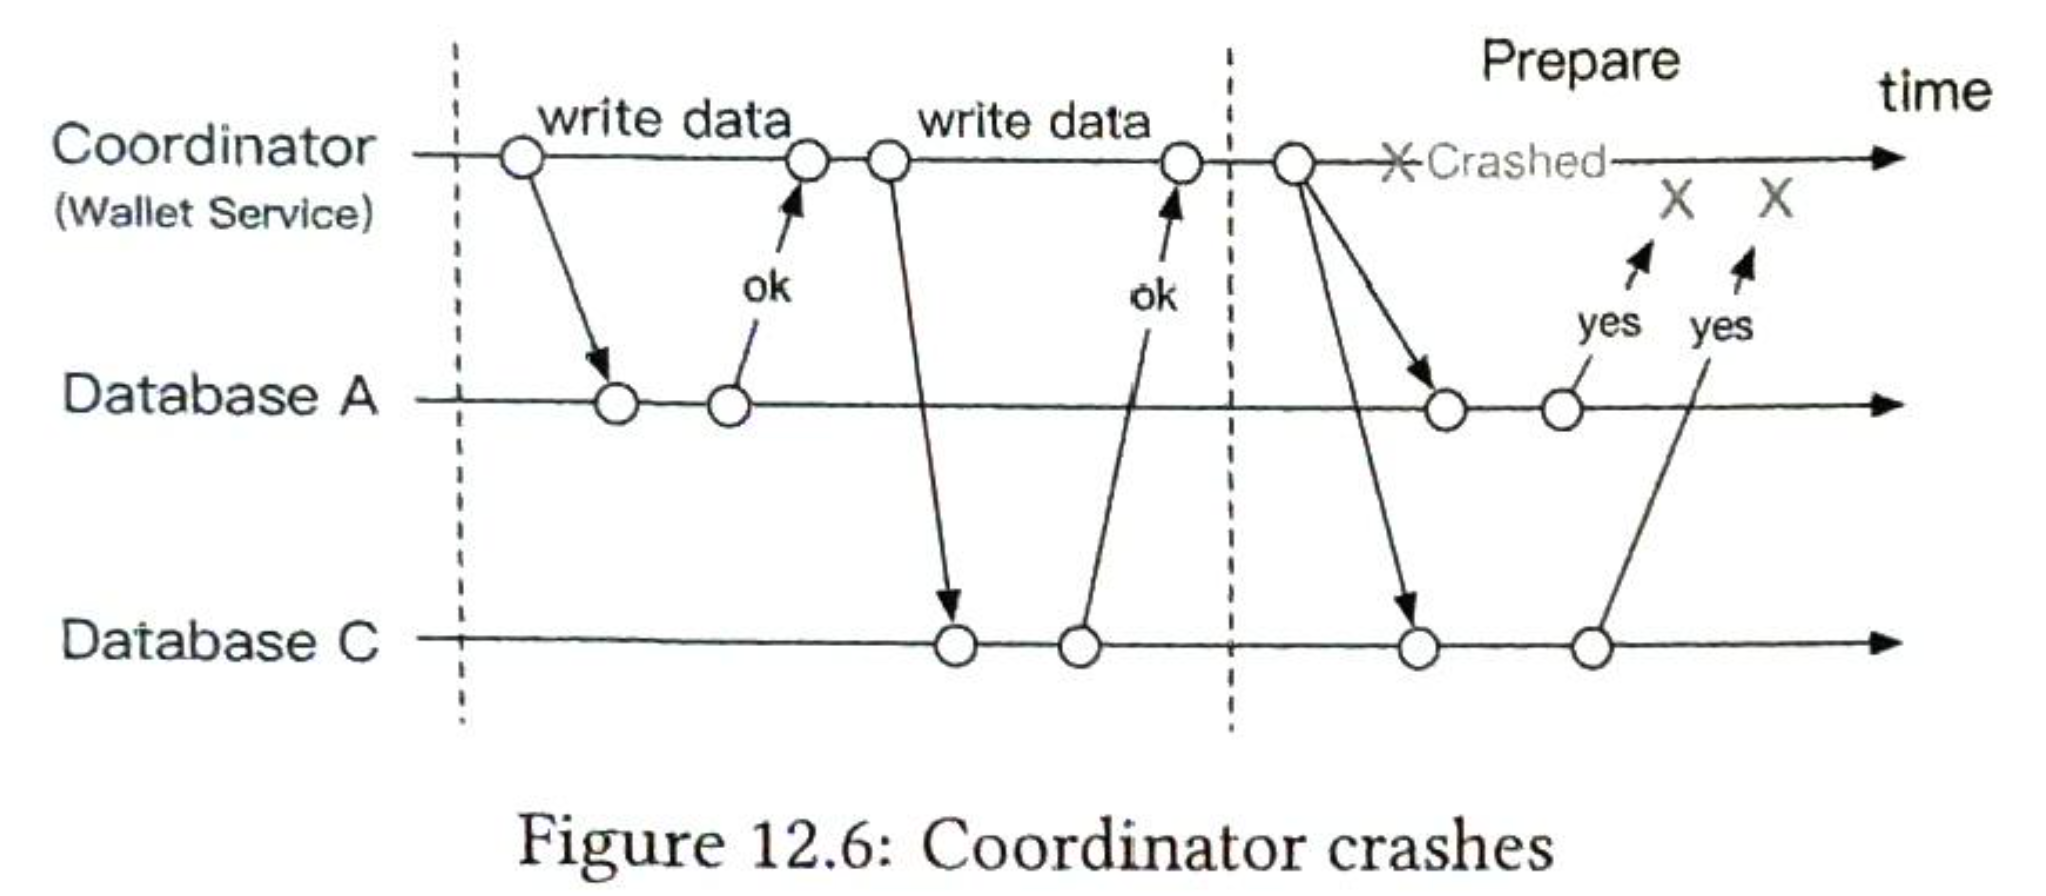 Prepare
time
write data write data
Coordinator X Crashed
(Wallet Service) X X
ok ok
yes yes
Database A
Database C
Figure 12.6: Coordinator crashes